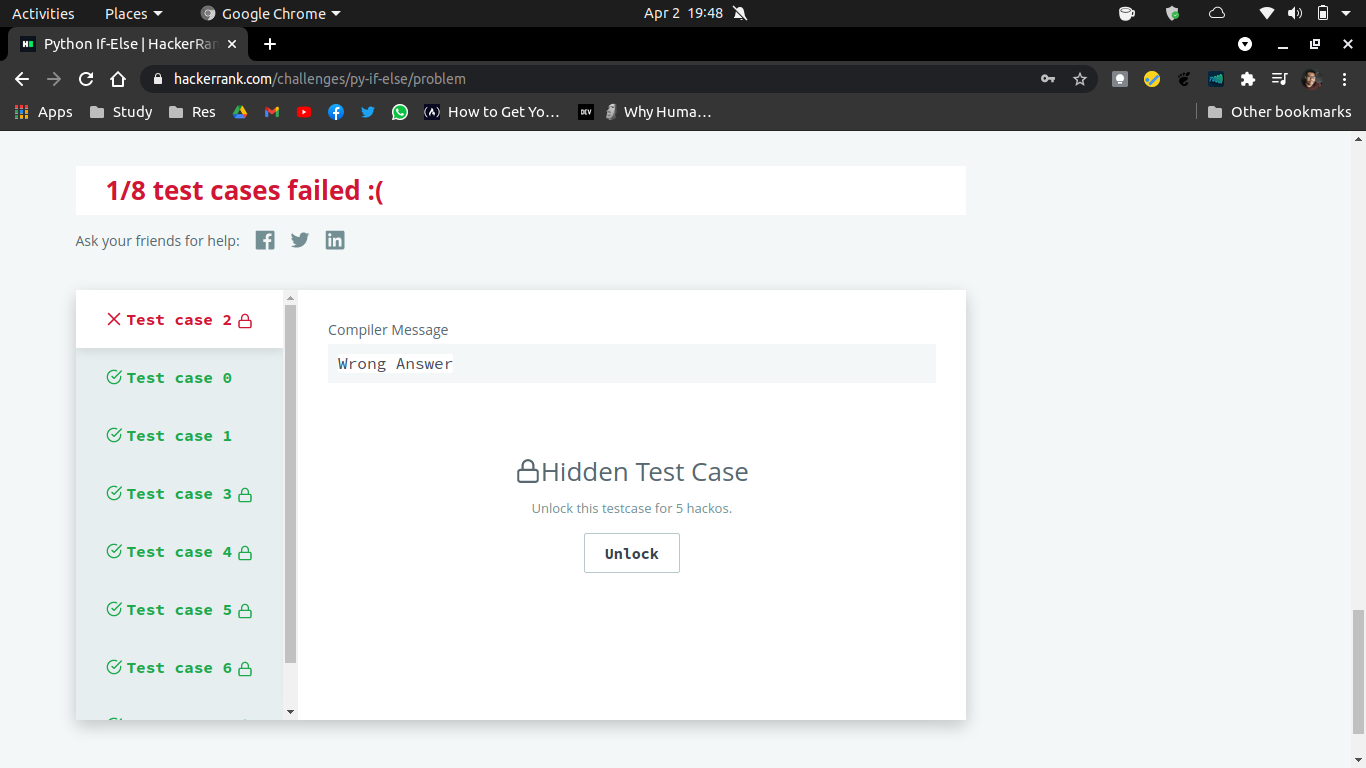 Activities Places Google Chrome Apr 2 19:48
Python If-Else | HackerRan
hackerrank.com/challenges/py-if-else/problem
Apps Study Res How to Get Yo... DEV Why Huma... Other bookmarks
1/8 test cases failed :(
Ask your friends for help:
Test case 2
Test case 0
Test case 1
Test case 3
Test case 4
Test case 5
Test case 6
Compiler Message
Wrong Answer
Hidden Test Case
Unlock this testcase for 5 hackos.
Unlock